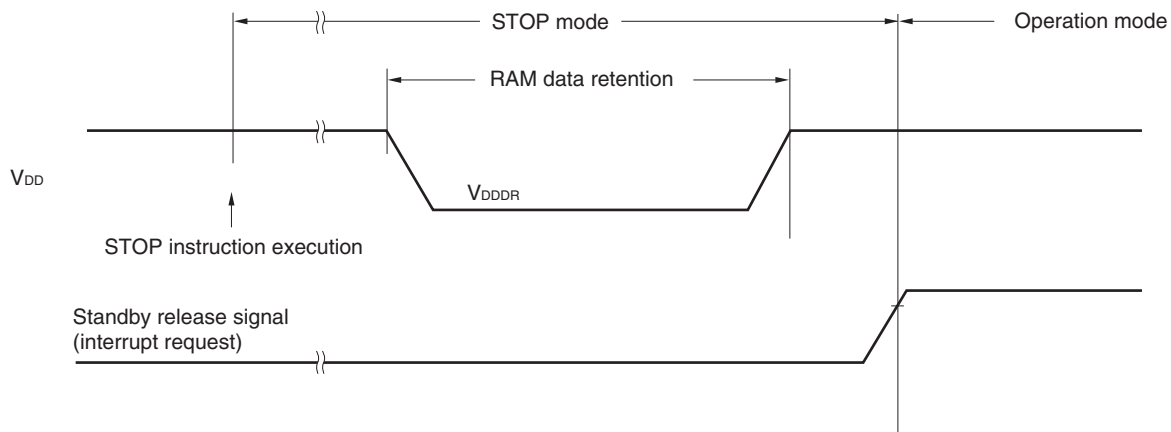 STOP mode
Operation mode
RAM data retention
VDD
VDDDR
STOP instruction execution
Standby release signal
(interrupt request)